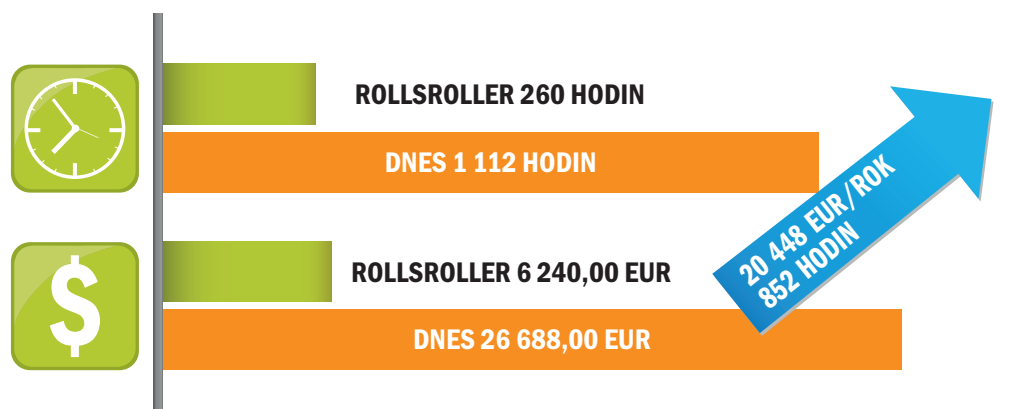 ROLLSROLLER 260 HODIN
DNES 1 112 HODIN
20 448 EUR/ROK
852 HODIN
ROLLSROLLER 6 240,00 EUR
DNES 26 688,00 EUR
$